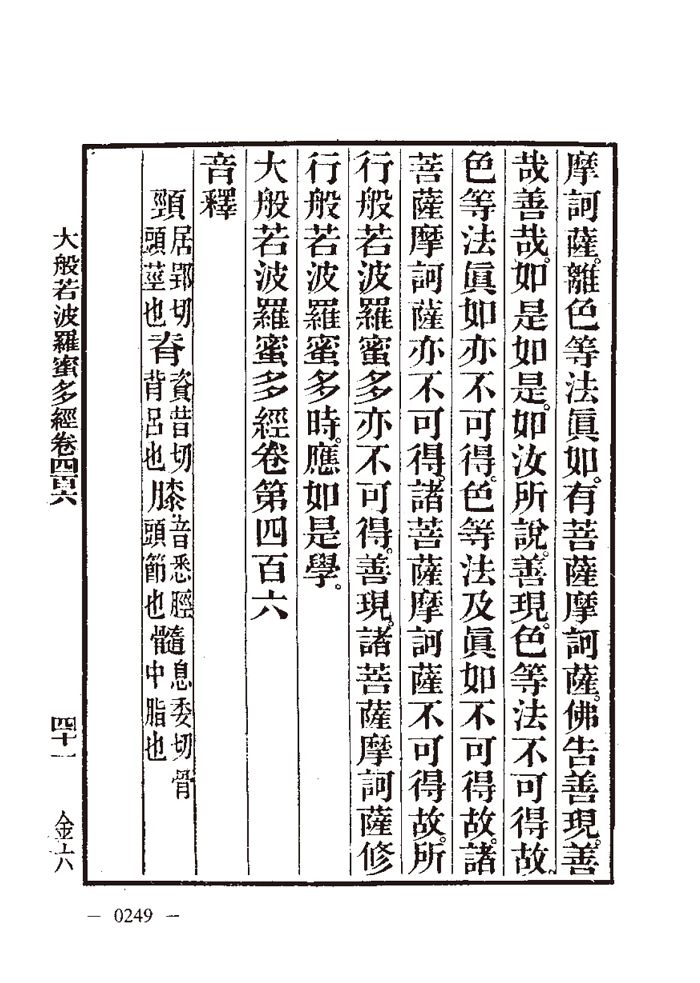 摩訶薩。離色等法眞如。有菩薩摩訶薩。佛告善現。善
哉善哉。如是如是。如汝所說。善現。色等法不可得故。
色等法眞如亦不可得。色等法及眞如不可得故。諸
菩薩摩訶薩亦不可得。諸菩薩摩訶薩不可得故。所
行般若波羅蜜多亦不可得。善現。諸菩薩摩訶薩修
行般若波羅蜜多時。應如是學。
大般若波羅蜜多經卷第四百六
音釋
頸居郢切頭莖也脊資昔切背呂也膝音悉脛頭節也髓息委切骨中脂也
大般若波羅蜜多經卷四百六
四十一
金六
— 0249 —